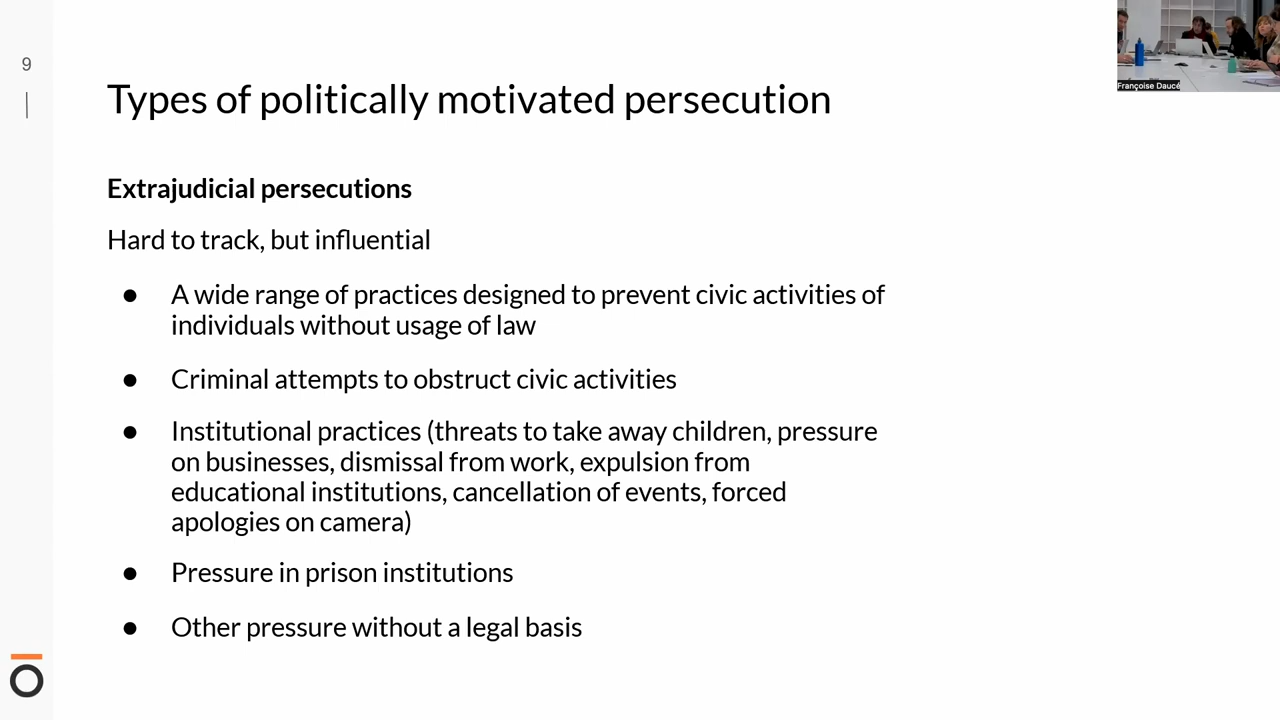 9
Types of politically motivated persecution
Françoise Daucé
Extrajudicial persecutions
Hard to track, but influential
● A wide range of practices designed to prevent civic activities of
individuals without usage of law
● Criminal attempts to obstruct civic activities
● Institutional practices (threats to take away children, pressure
on businesses, dismissal from work, expulsion from
educational institutions, cancellation of events, forced
apologies on camera)
● Pressure in prison institutions
● Other pressure without a legal basis